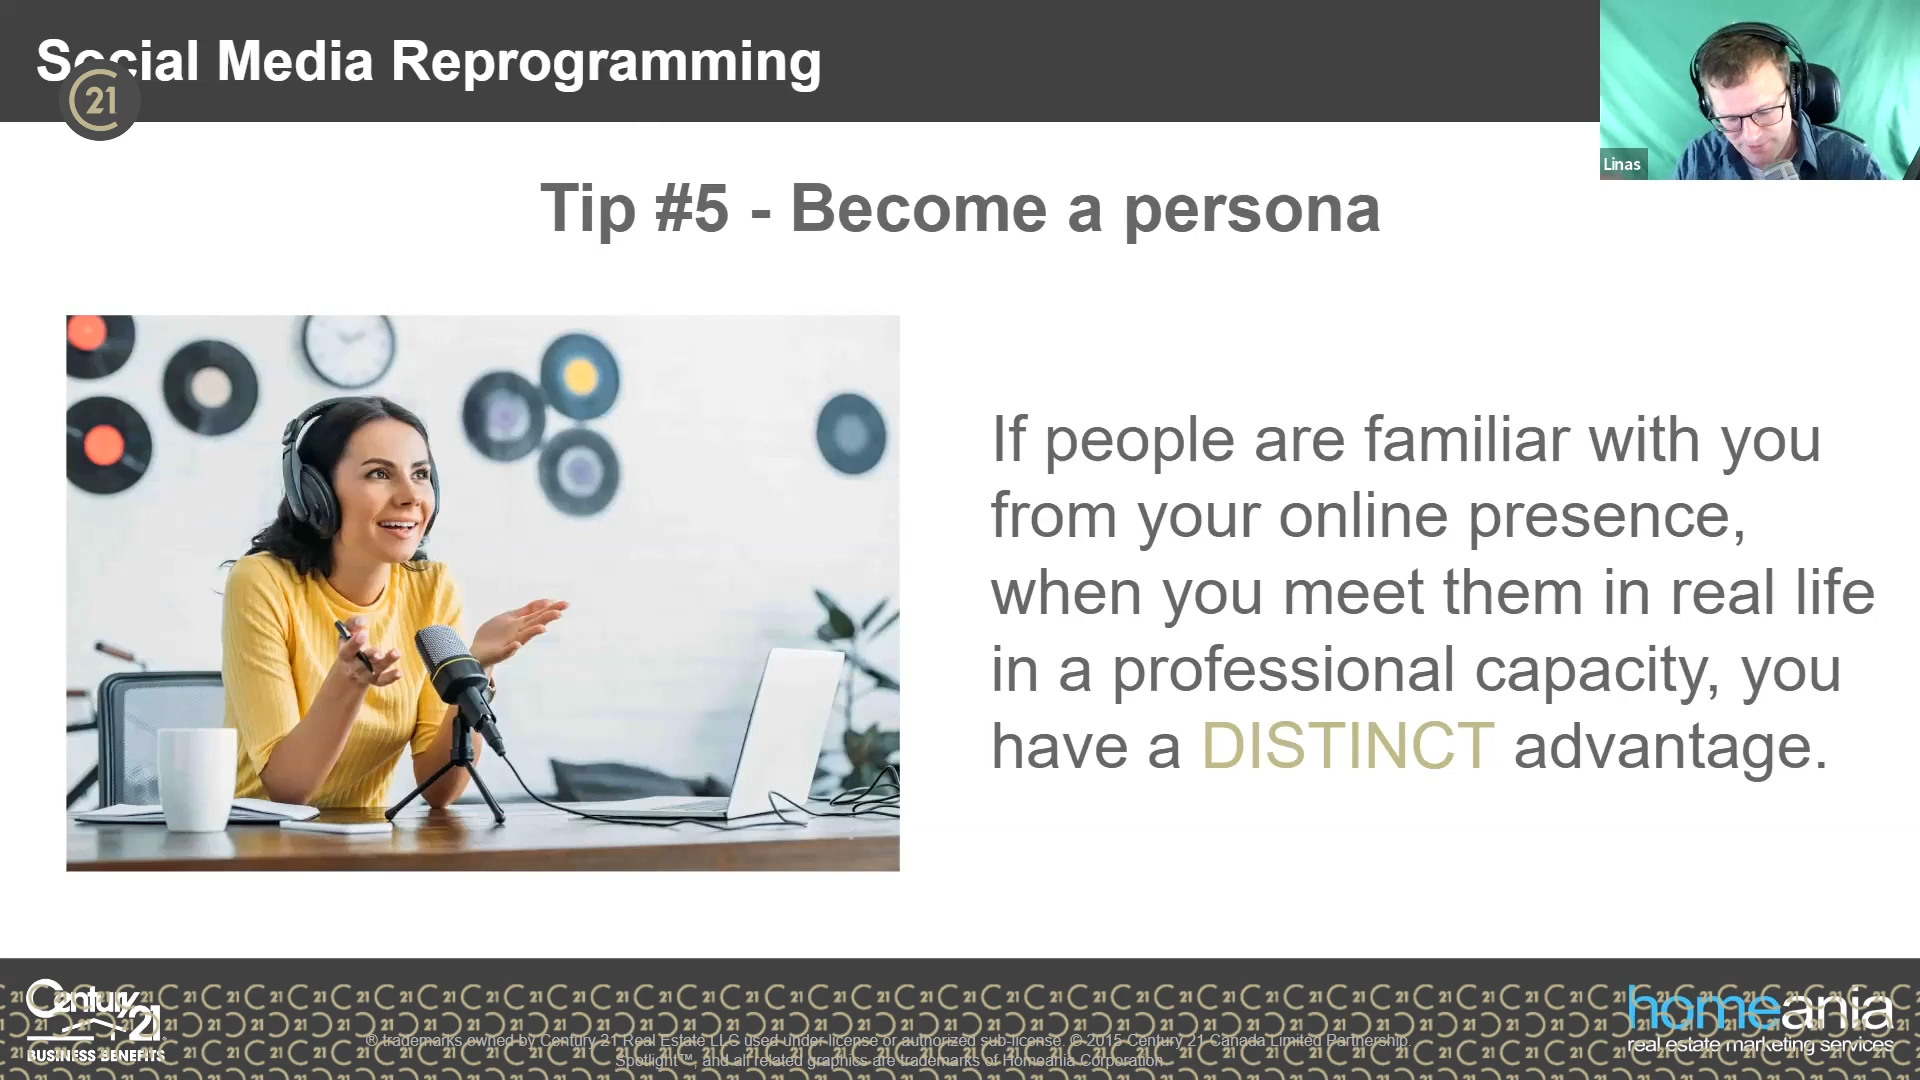 Social Media Reprogramming
21
Linas
Tip #5 - Become a persona
If people are familiar with you
from your online presence,
when you meet them in real life
in a professional capacity, you
have a DISTINCT advantage.
Century 21
BUSINESS BENEFITS
® trademarks owned by Century 21 Real Estate LLC used under license or authorized sub-license. © 2015 Century 21 Canada Limited Partnership.
Spotlight™, and all related graphics are trademarks of Homeania Corporation.
homeania
real estate marketing services